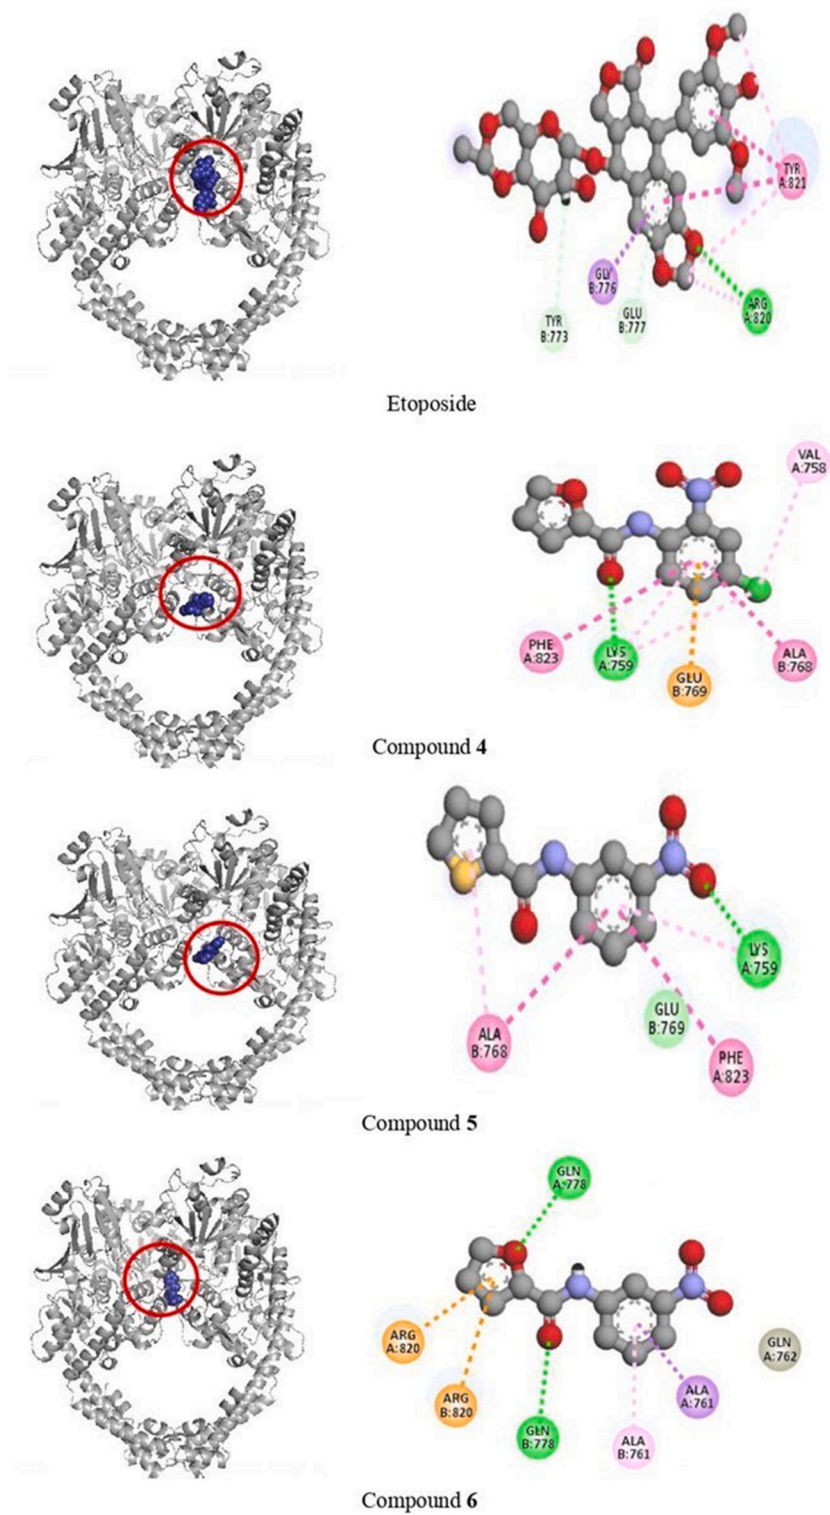 TYR
A:821
GLY
B:776
GLU
B:777
TYR
B:773
ARG
A:820
Etoposide
VAL
A:758
PHE
A:823
LYS
A:759
GLU
B:769
ALA
B:768
Compound 4
LYS
A:759
GLU
B:769
ALA
B:768
PHE
A:823
Compound 5
GLN
A:778
ARG
A:820
GLN
A:762
ARG
B:820
ALA
A:761
GLN
B:778
ALA
B:761
Compound 6